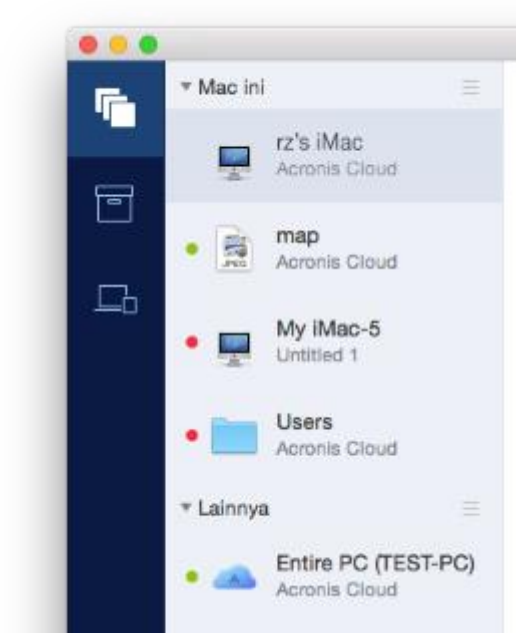 Mac ini
rz's iMac
Acronis Cloud
map
Acronis Cloud
JPEG
My iMac-5
Untitled 1
Users
Acronis Cloud
Lainnya
Entire PC (TEST-PC)
Acronis Cloud